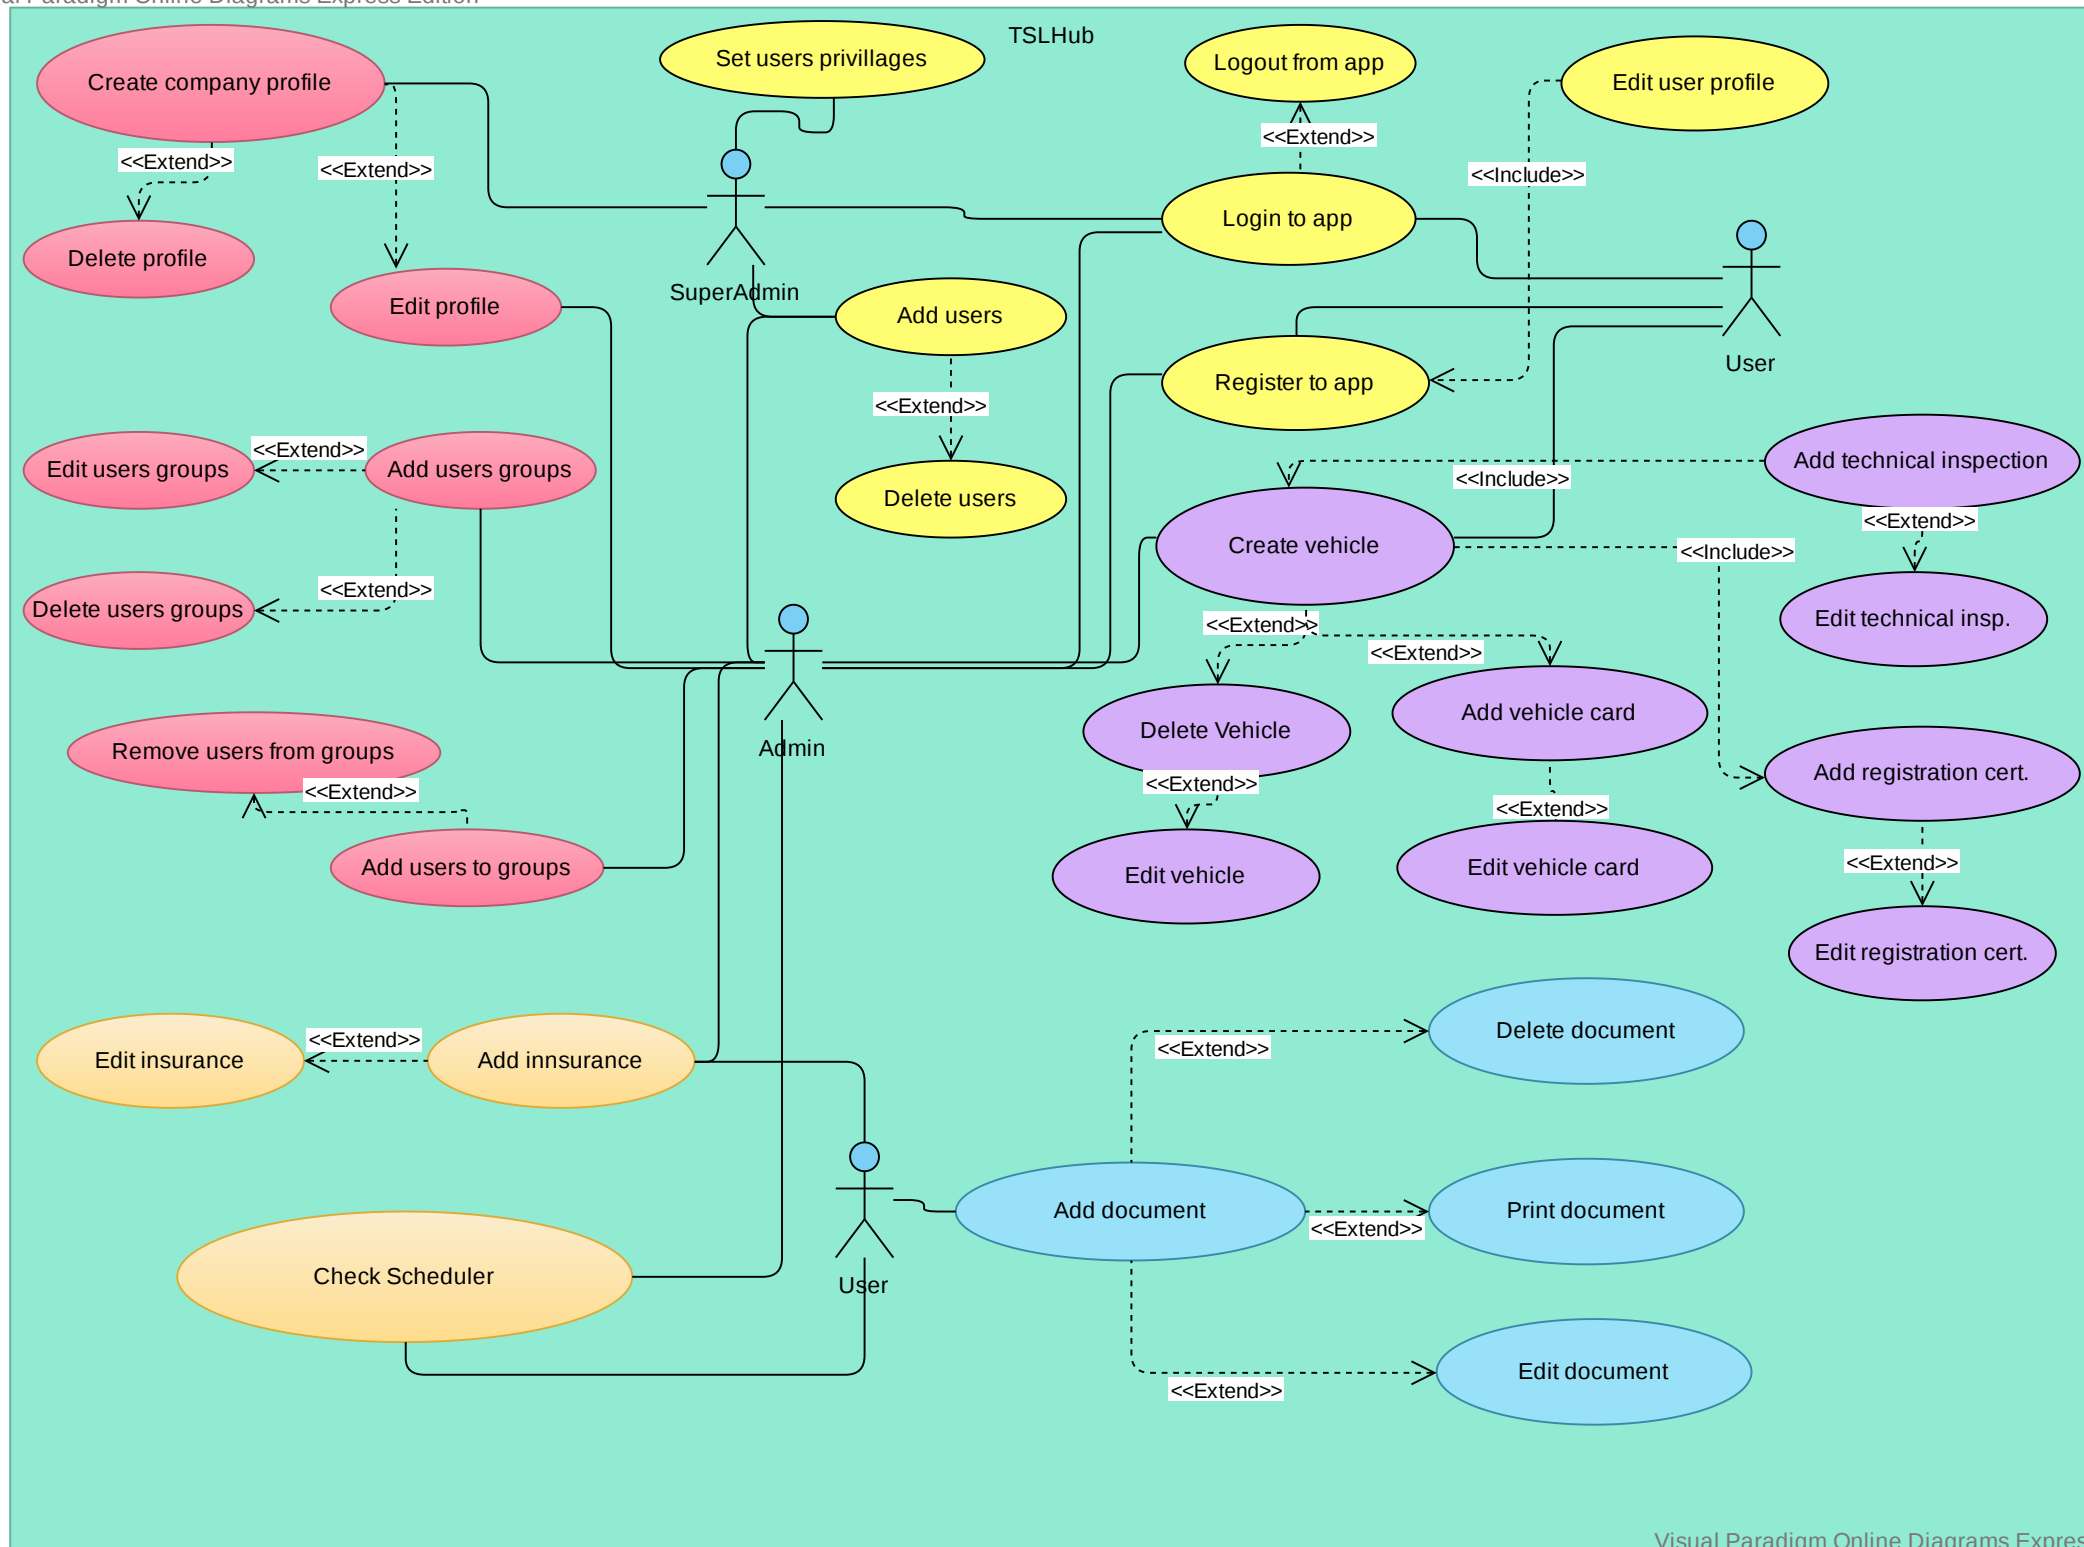 al Paradigm Online Diagrams Express Edition
TSLHub
Create company profile
Set users privillages
Logout from app
Edit user profile
<<Extend>>
<<Extend>>
<<Extend>>
<<Include>>
Login to app
Delete profile
Edit profile
SuperAdmin
Add users
Register to app
User
<<Extend>>
Edit users groups
<<Extend>>
Add users groups
Delete users
<<Include>>
Add technical inspection
<<Extend>>
Create vehicle
<<Include>>
Delete users groups
<<Extend>>
<<Extend>>
<<Extend>>
Edit technical insp.
Remove users from groups
<<Extend>>
Admin
Delete Vehicle
Add vehicle card
Add registration cert.
<<Extend>>
<<Extend>>
<<Extend>>
Add users to groups
Edit vehicle
Edit vehicle card
Edit registration cert.
Edit insurance
<<Extend>>
Add innsurance
<<Extend>>
Delete document
Add document
<<Extend>>
Print document
Check Scheduler
User
<<Extend>>
Edit document
Visual Paradigm Online Diagrams Expres